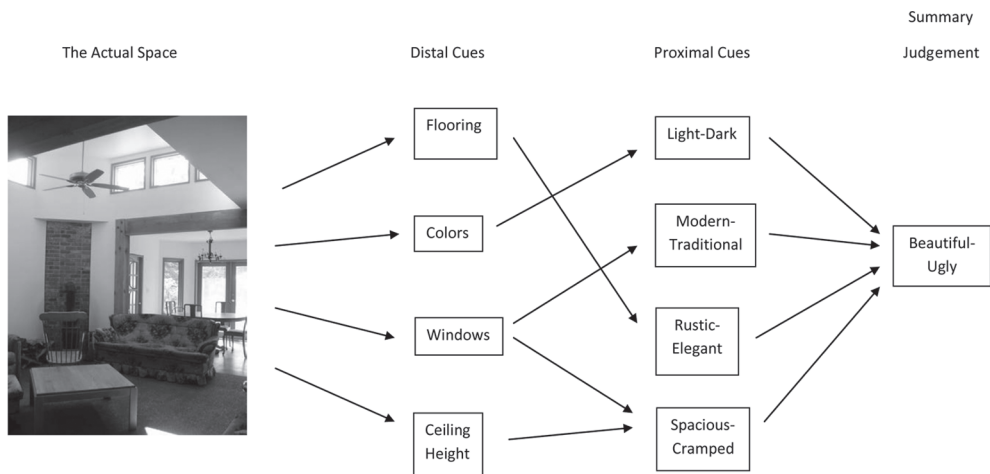 Summary
The Actual Space
Distal Cues
Proximal Cues
Judgement
Flooring
Light-Dark
Colors
Modern-
Traditional
Beautiful-
Ugly
Windows
Rustic-
Elegant
Ceiling
Height
Spacious-
Cramped